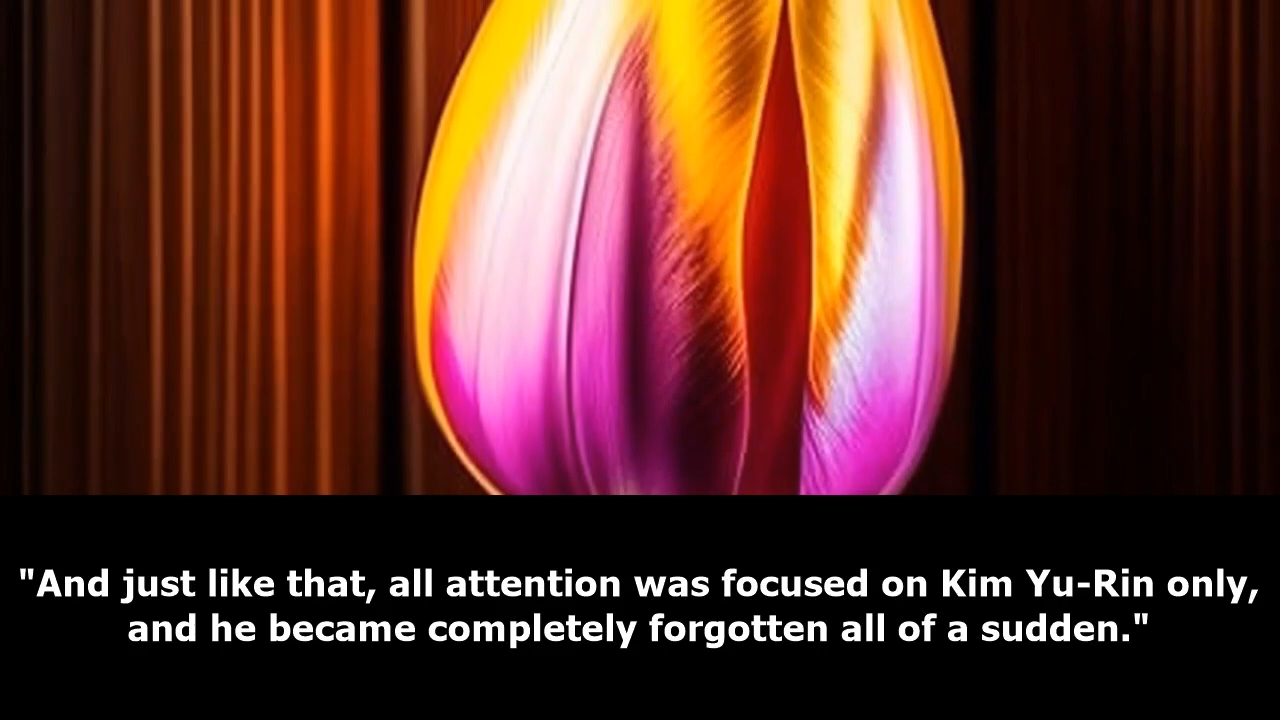 "And just like that, all attention was focused on Kim Yu-Rin only,
and he became completely forgotten all of a sudden."